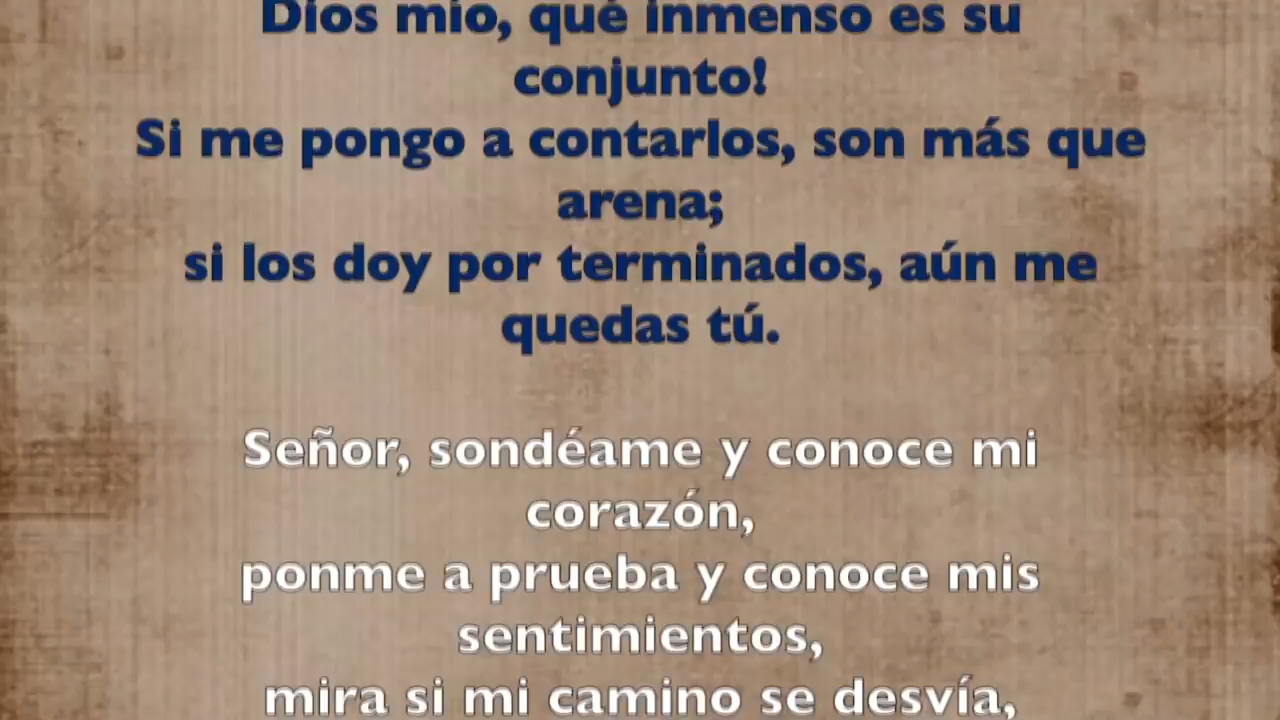 Dios mío, qué inmenso es su
conjunto!
Si me pongo a contarlos, son más que
arena;
si los doy por terminados, aún me
quedas tú.
Señor, sondéame y conoce mi
corazón,
ponme a prueba y conoce mis
sentimientos,
mira si mi camino se desvía,